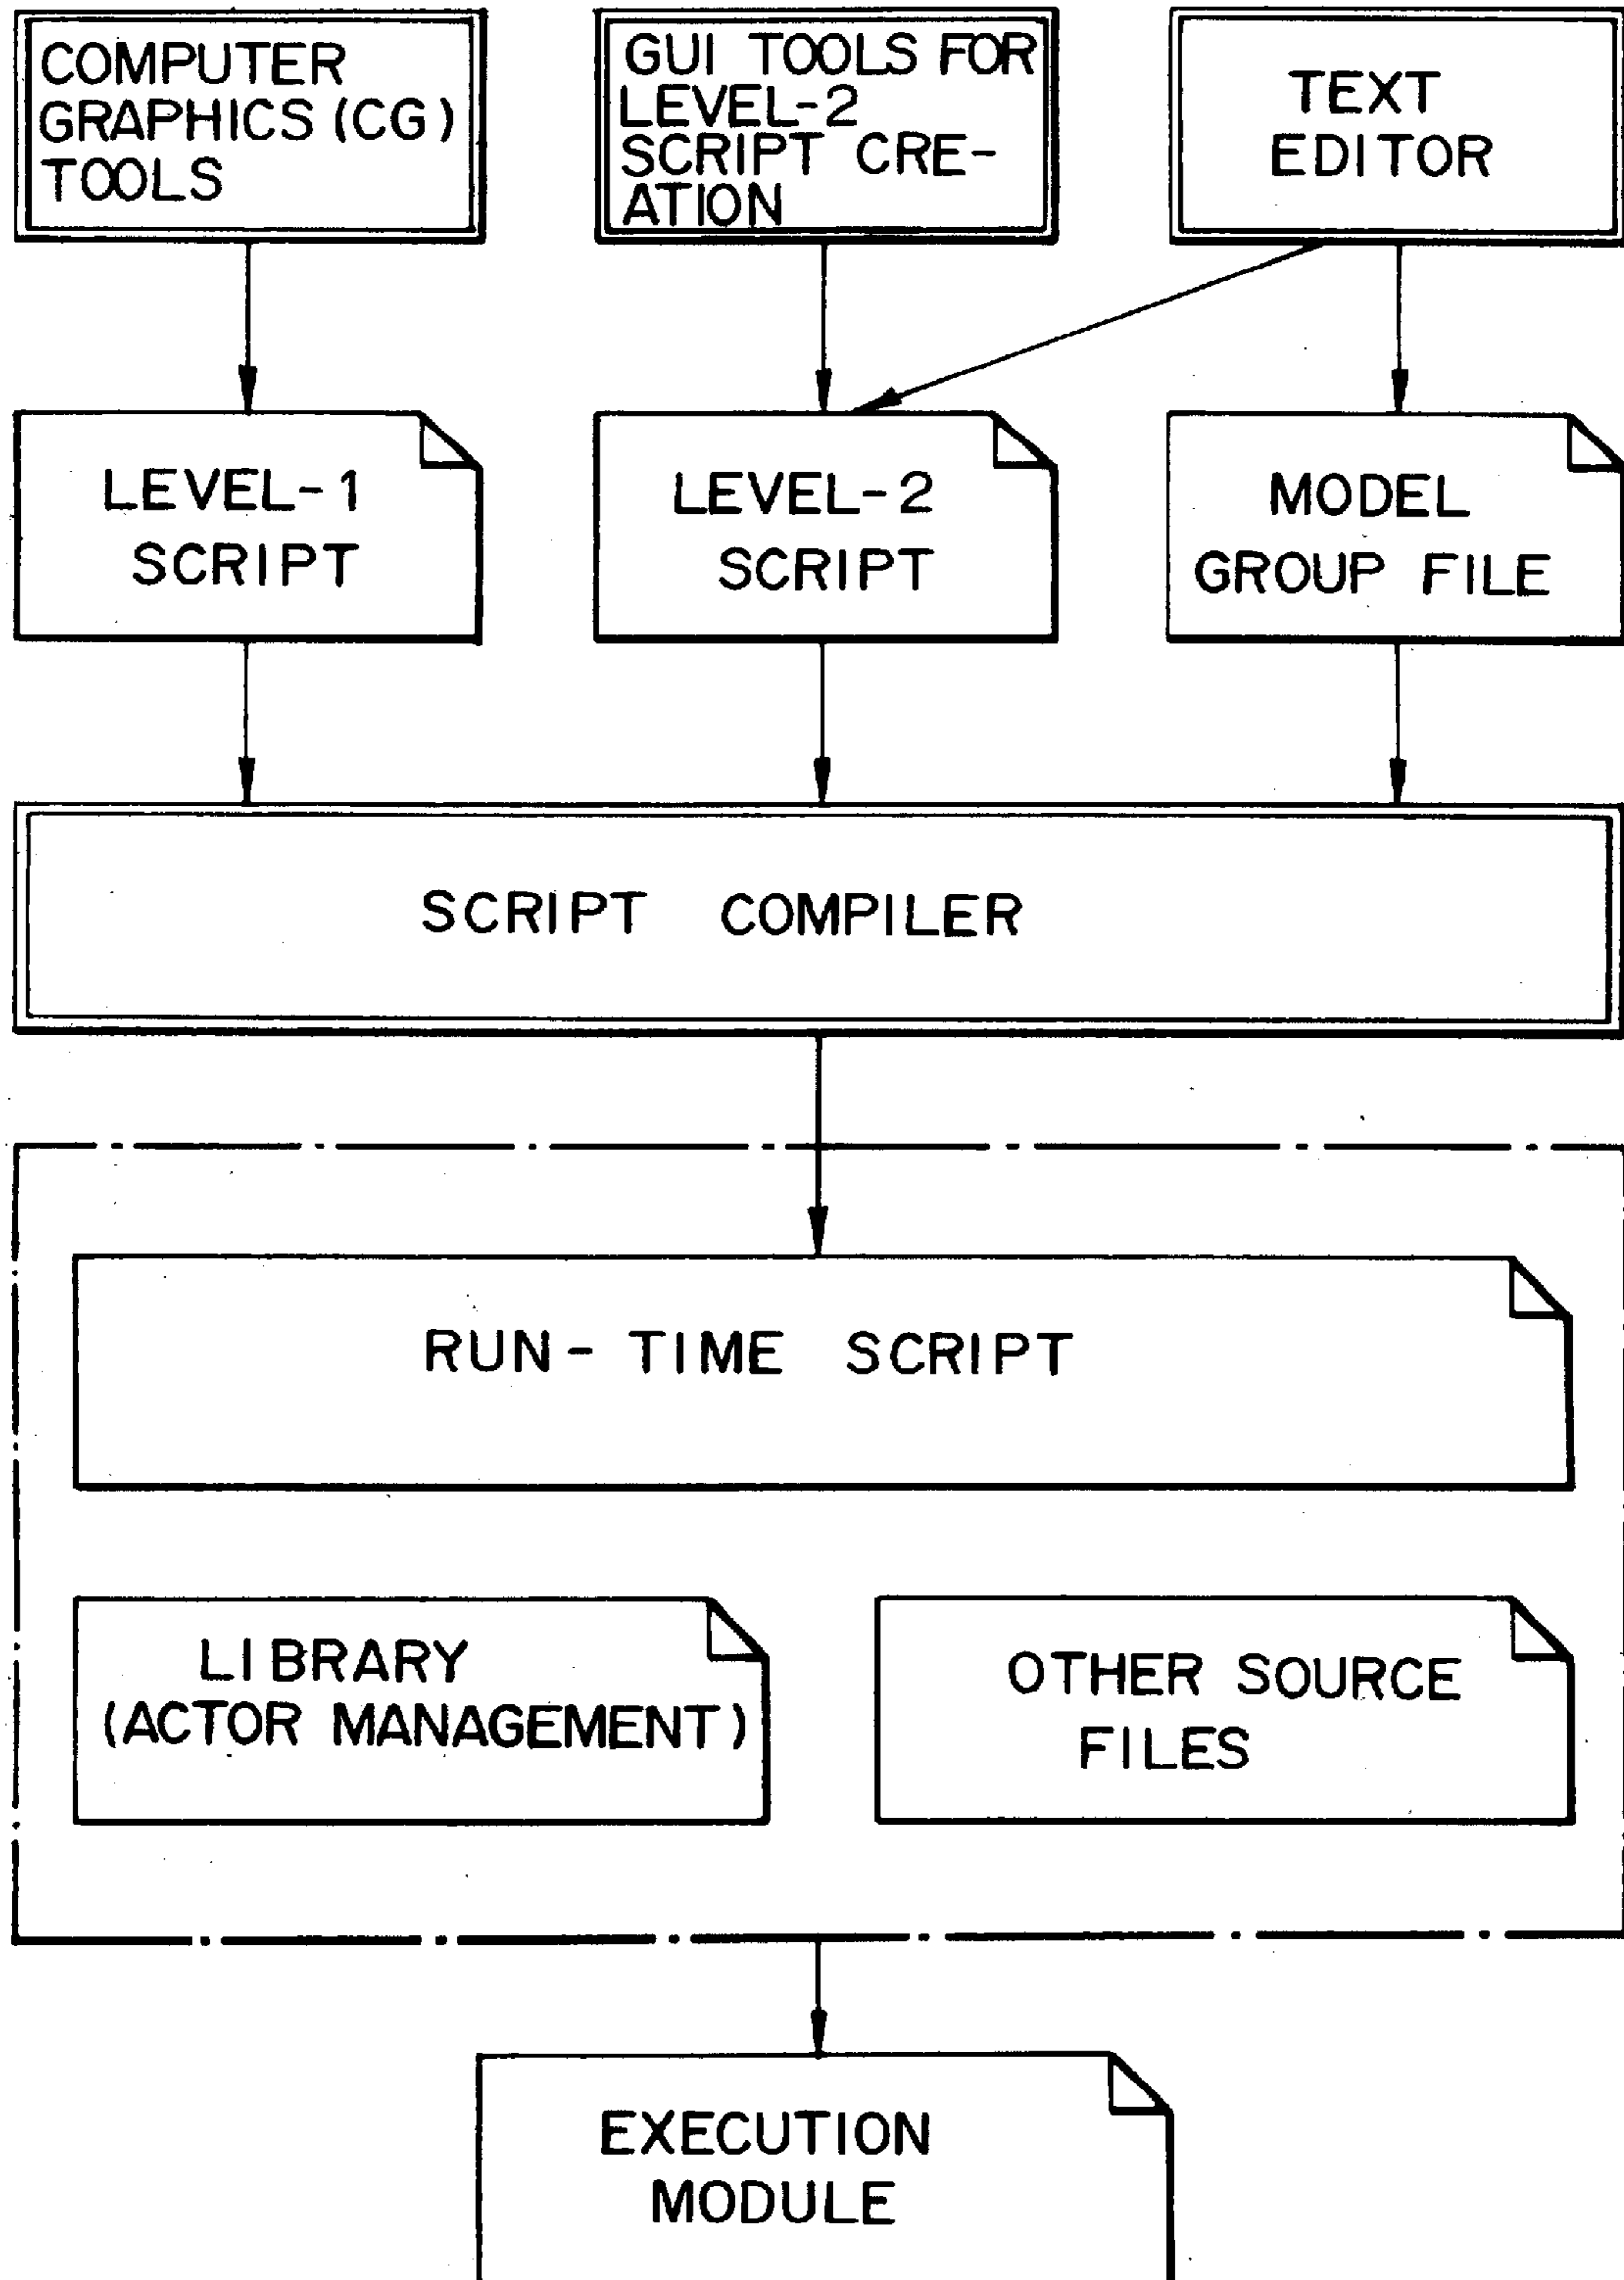 COMPUTER
GRAPHICS (CG)
TOOLS
GUI TOOLS FOR
LEVEL-2
SCRIPT CRE-
ATION
TEXT
EDITOR
LEVEL-1
SCRIPT
LEVEL-2
SCRIPT
MODEL
GROUP FILE
SCRIPT COMPILER
RUN-TIME SCRIPT
LIBRARY
(ACTOR MANAGEMENT)
OTHER SOURCE
FILES
EXECUTION
MODULE